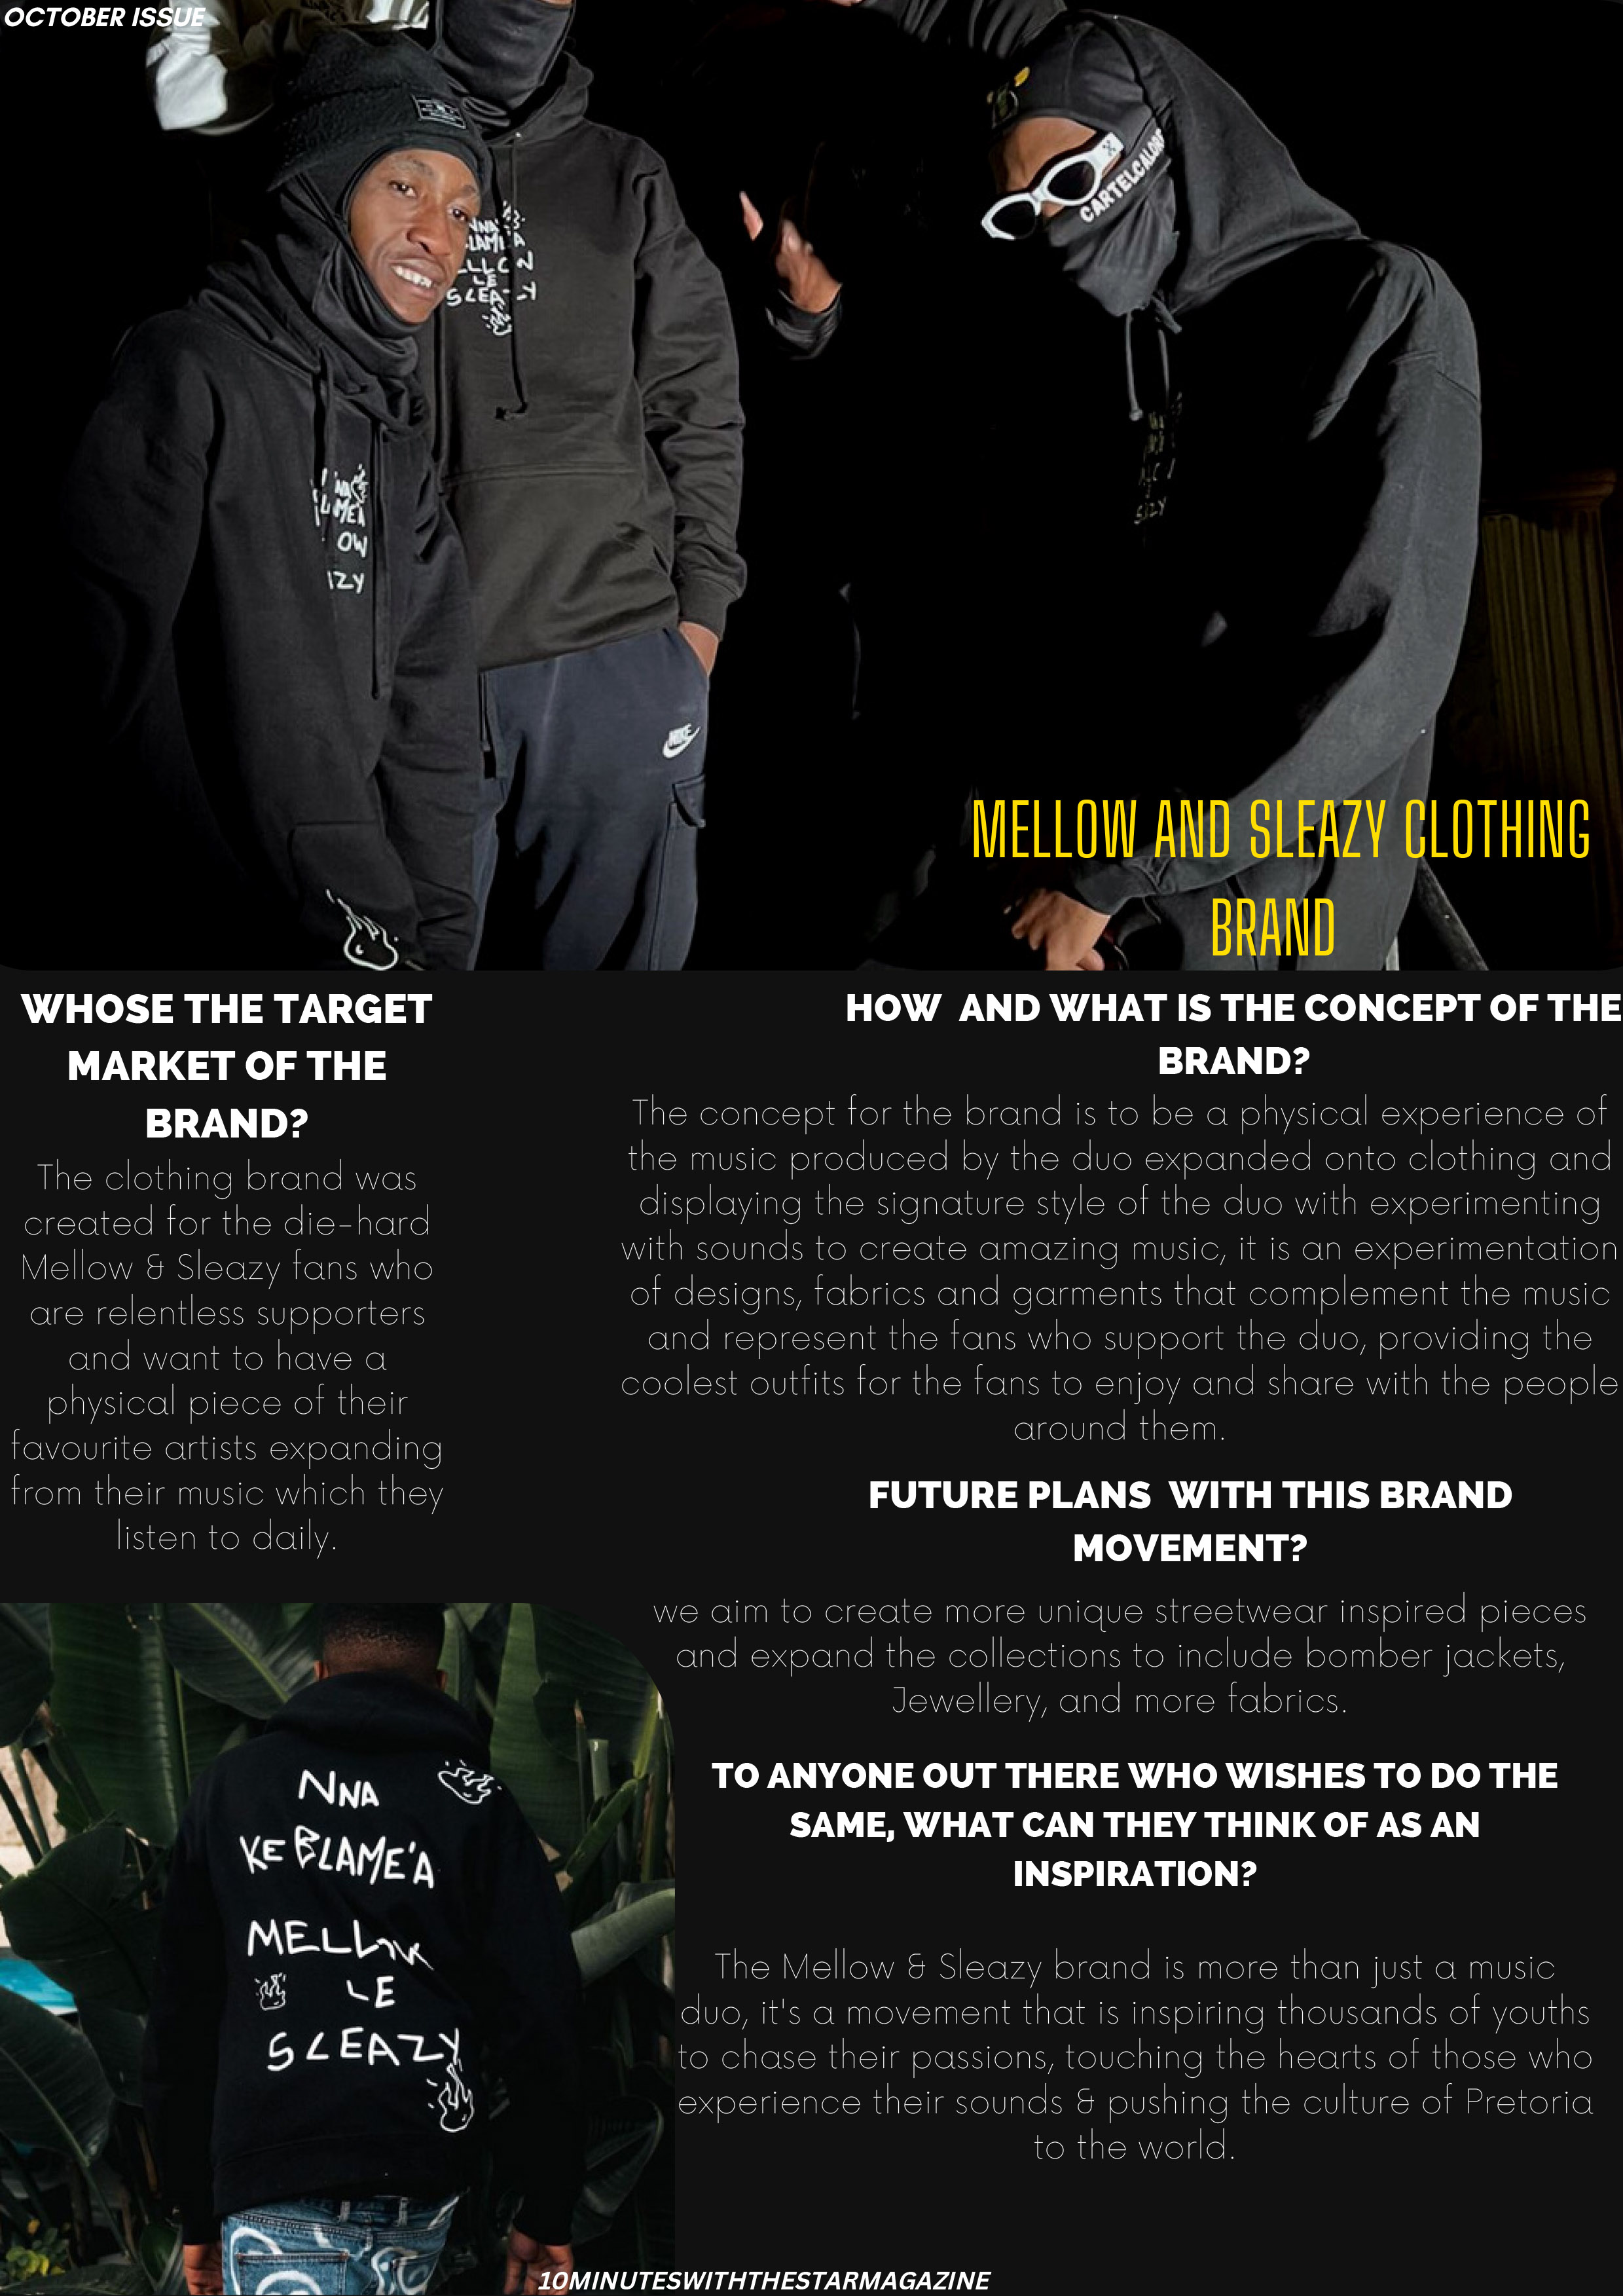 OCTOBER ISSUE
CARTELCALORE
NNA
SLEAZY
OW
NIKE
MELLOW AND SLEAZY CLOTHING
BRAND
WHOSE THE TARGET
MARKET OF THE
BRAND?
The clothing brand was
created for the die-hard
Mellow & Sleazy fans who
are relentless supporters
and want to have a
physical piece of their
favourite artists expanding
from their music which they
listen to daily.
HOW AND WHAT IS THE CONCEPT OF THE
BRAND?
The concept for the brand is to be a physical experience of
the music produced by the duo expanded onto clothing and
displaying the signature style of the duo with experimenting
with sounds to create amazing music, it is an experimentation
of designs, fabrics and garments that complement the music
and represent the fans who support the duo, providing the
coolest outfits for the fans to enjoy and share with the people
around them.
FUTURE PLANS WITH THIS BRAND
MOVEMENT?
we aim to create more unique streetwear inspired pieces
and expand the collections to include bomber jackets,
Jewellery, and more fabrics.
TO ANYONE OUT THERE WHO WISHES TO DO THE
SAME, WHAT CAN THEY THINK OF AS AN
INSPIRATION?
The Mellow & Sleazy brand is more than just a music
duo, it's a movement that is inspiring thousands of youths
to chase their passions, touching the hearts of those who
experience their sounds & pushing the culture of Pretoria
to the world.
NNA
KE BLAME'A
MELLOW
LE
SLEAZY
10MINUTESWITHTHESTARMAGAZINE